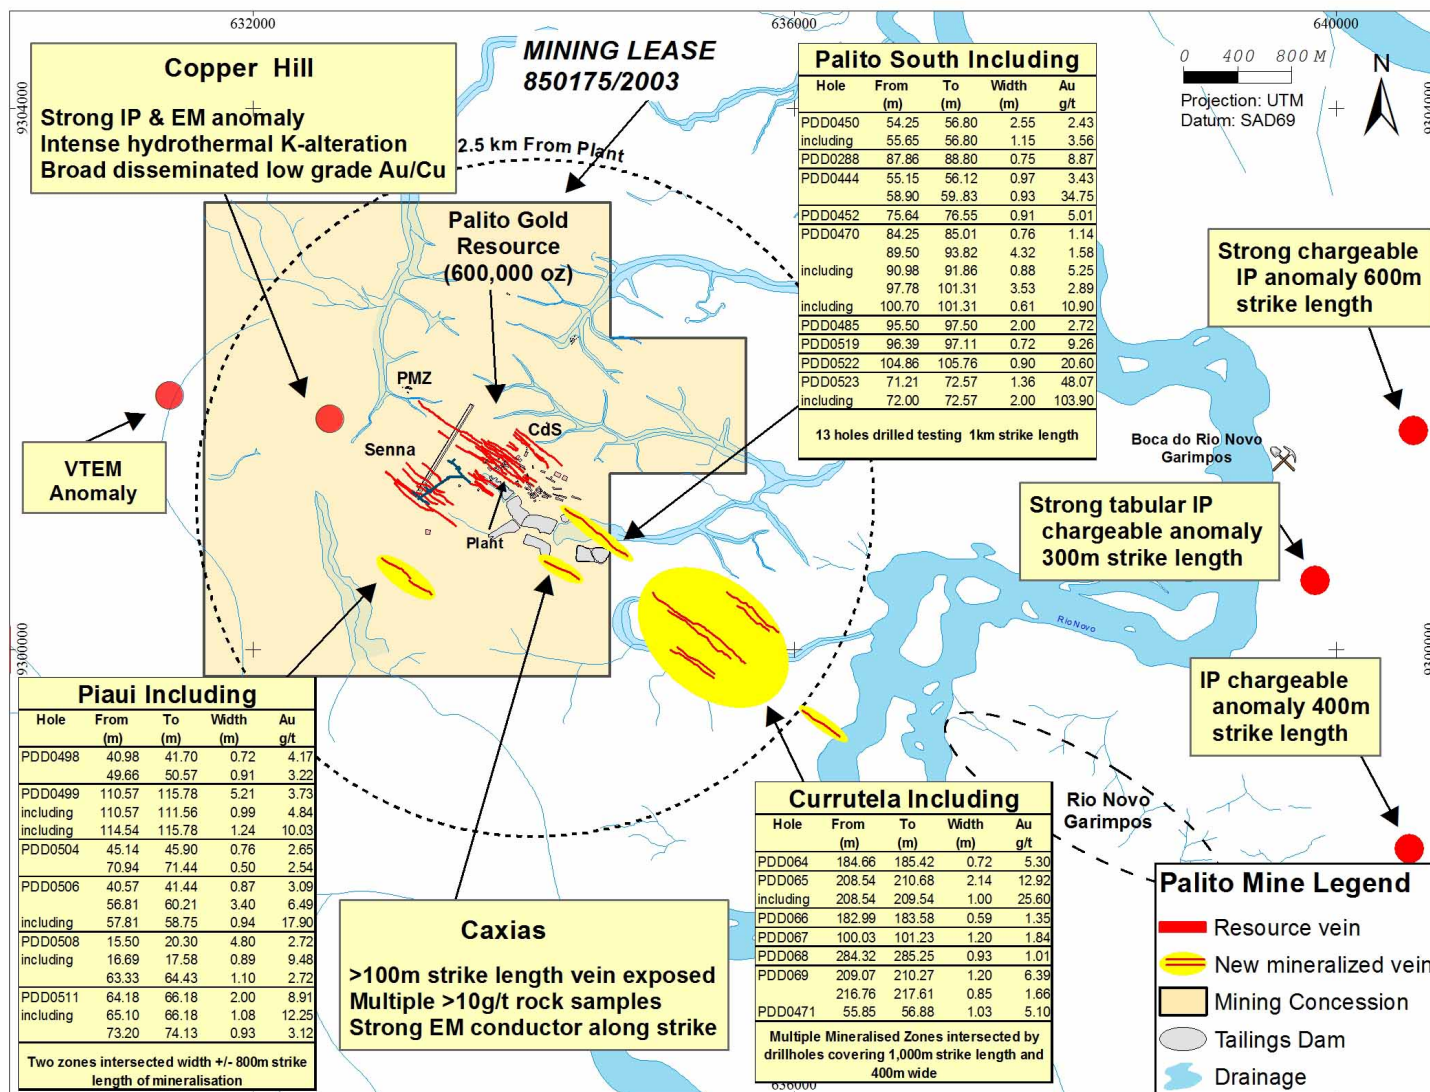 632000
636000
640000
9304000
9304000
9300000
9300000
636000
Copper Hill
Strong IP & EM anomaly
Intense hydrothermal K-alteration
Broad disseminated low grade Au/Cu
MINING LEASE
850175/2003
2.5 km From Plant
Palito Gold
Resource
(600,000 oz)
PMZ
CdS
Senna
Plant
VTEM
Anomaly
Palito South Including
Hole From To Width Au
(m) (m) (m) g/t
PDD0450 54.25 56.80 2.55 2.43
including 55.65 56.80 1.15 3.56
PDD0288 87.86 88.80 0.75 8.87
PDD0444 55.15 56.12 0.97 3.43
58.90 59..83 0.93 34.75
PDD0452 75.64 76.55 0.91 5.01
PDD0470 84.25 85.01 0.76 1.14
89.50 93.82 4.32 1.58
including 90.98 91.86 0.88 5.25
97.78 101.31 3.53 2.89
including 100.70 101.31 0.61 10.90
PDD0485 95.50 97.50 2.00 2.72
PDD0519 96.39 97.11 0.72 9.26
PDD0522 104.86 105.76 0.90 20.60
PDD0523 71.21 72.57 1.36 48.07
including 72.00 72.57 2.00 103.90
13 holes drilled testing 1km strike length
0 400 800 M
Projection: UTM
Datum: SAD69
N
Strong chargeable
IP anomaly 600m
strike length
Boca do Rio Novo
Garimpos
Strong tabular IP
chargeable anomaly
300m strike length
RioNovo
IP chargeable
anomaly 400m
strike length
Rio Novo
Garimpos
Piaui Including
Hole From To Width Au
(m) (m) (m) g/t
PDD0498 40.98 41.70 0.72 4.17
49.66 50.57 0.91 3.22
PDD0499 110.57 115.78 5.21 3.73
including 110.57 111.56 0.99 4.84
including 114.54 115.78 1.24 10.03
PDD0504 45.14 45.90 0.76 2.65
70.94 71.44 0.50 2.54
PDD0506 40.57 41.44 0.87 3.09
56.81 60.21 3.40 6.49
including 57.81 58.75 0.94 17.90
PDD0508 15.50 20.30 4.80 2.72
including 16.69 17.58 0.89 9.48
63.33 64.43 1.10 2.72
PDD0511 64.18 66.18 2.00 8.91
including 65.10 66.18 1.08 12.25
73.20 74.13 0.93 3.12
Two zones intersected width +/- 800m strike
length of mineralisation
Caxias
>100m strike length vein exposed
Multiple >10g/t rock samples
Strong EM conductor along strike
Currutela Including
Hole From To Width Au
(m) (m) (m) g/t
PDD064 184.66 185.42 0.72 5.30
PDD065 208.54 210.68 2.14 12.92
including 208.54 209.54 1.00 25.60
PDD066 182.99 183.58 0.59 1.35
PDD067 100.03 101.23 1.20 1.84
PDD068 284.32 285.25 0.93 1.01
PDD069 209.07 210.27 1.20 6.39
216.76 217.61 0.85 1.66
PDD0471 55.85 56.88 1.03 5.10
Multiple Mineralised Zones intersected by
drillholes covering 1,000m strike length and
400m wide
Palito Mine Legend
Resource vein
New mineralized vein
Mining Concession
Tailings Dam
Drainage